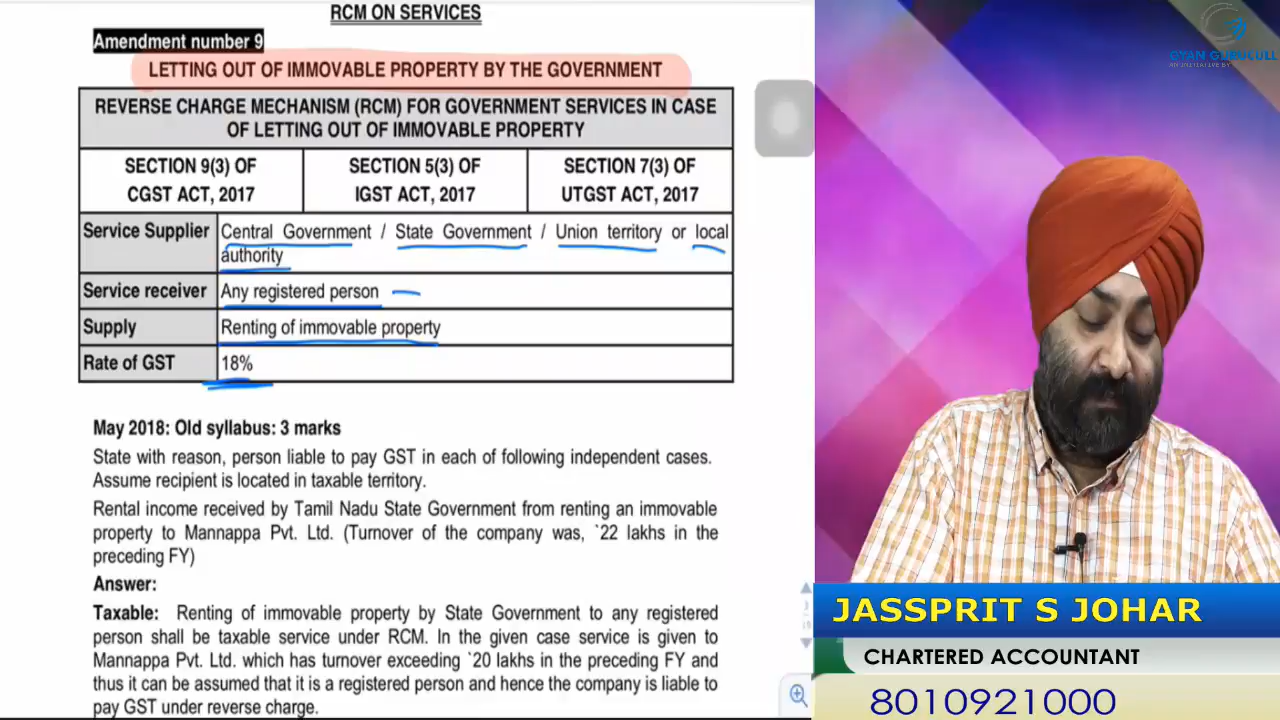 RCM ON SERVICES
Amendment number 9
LETTING OUT OF IMMOVABLE PROPERTY BY THE GOVERNMENT
REVERSE CHARGE MECHANISM (RCM) FOR GOVERNMENT SERVICES IN CASE
OF LETTING OUT OF IMMOVABLE PROPERTY
SECTION 9(3) OF
CGST ACT, 2017
SECTION 5(3) OF
IGST ACT, 2017
SECTION 7(3) OF
UTGST ACT, 2017
Service Supplier
Central Government / State Government / Union territory or local
authority
Service receiver
Any registered person
Supply
Renting of immovable property
Rate of GST
18%
May 2018: Old syllabus: 3 marks
State with reason, person liable to pay GST in each of following independent cases.
Assume recipient is located in taxable territory.
Rental income received by Tamil Nadu State Government from renting an immovable
property to Mannappa Pvt. Ltd. (Turnover of the company was, `22 lakhs in the
preceding FY)
Answer:
Taxable: Renting of immovable property by State Government to any registered
person shall be taxable service under RCM. In the given case service is given to
Mannappa Pvt. Ltd. which has turnover exceeding `20 lakhs in the preceding FY and
thus it can be assumed that it is a registered person and hence the company is liable to
pay GST under reverse charge.
GYAN GURUCULL
AN INITIATIVE BY
JASSPRIT S JOHAR
CHARTERED ACCOUNTANT
8010921000